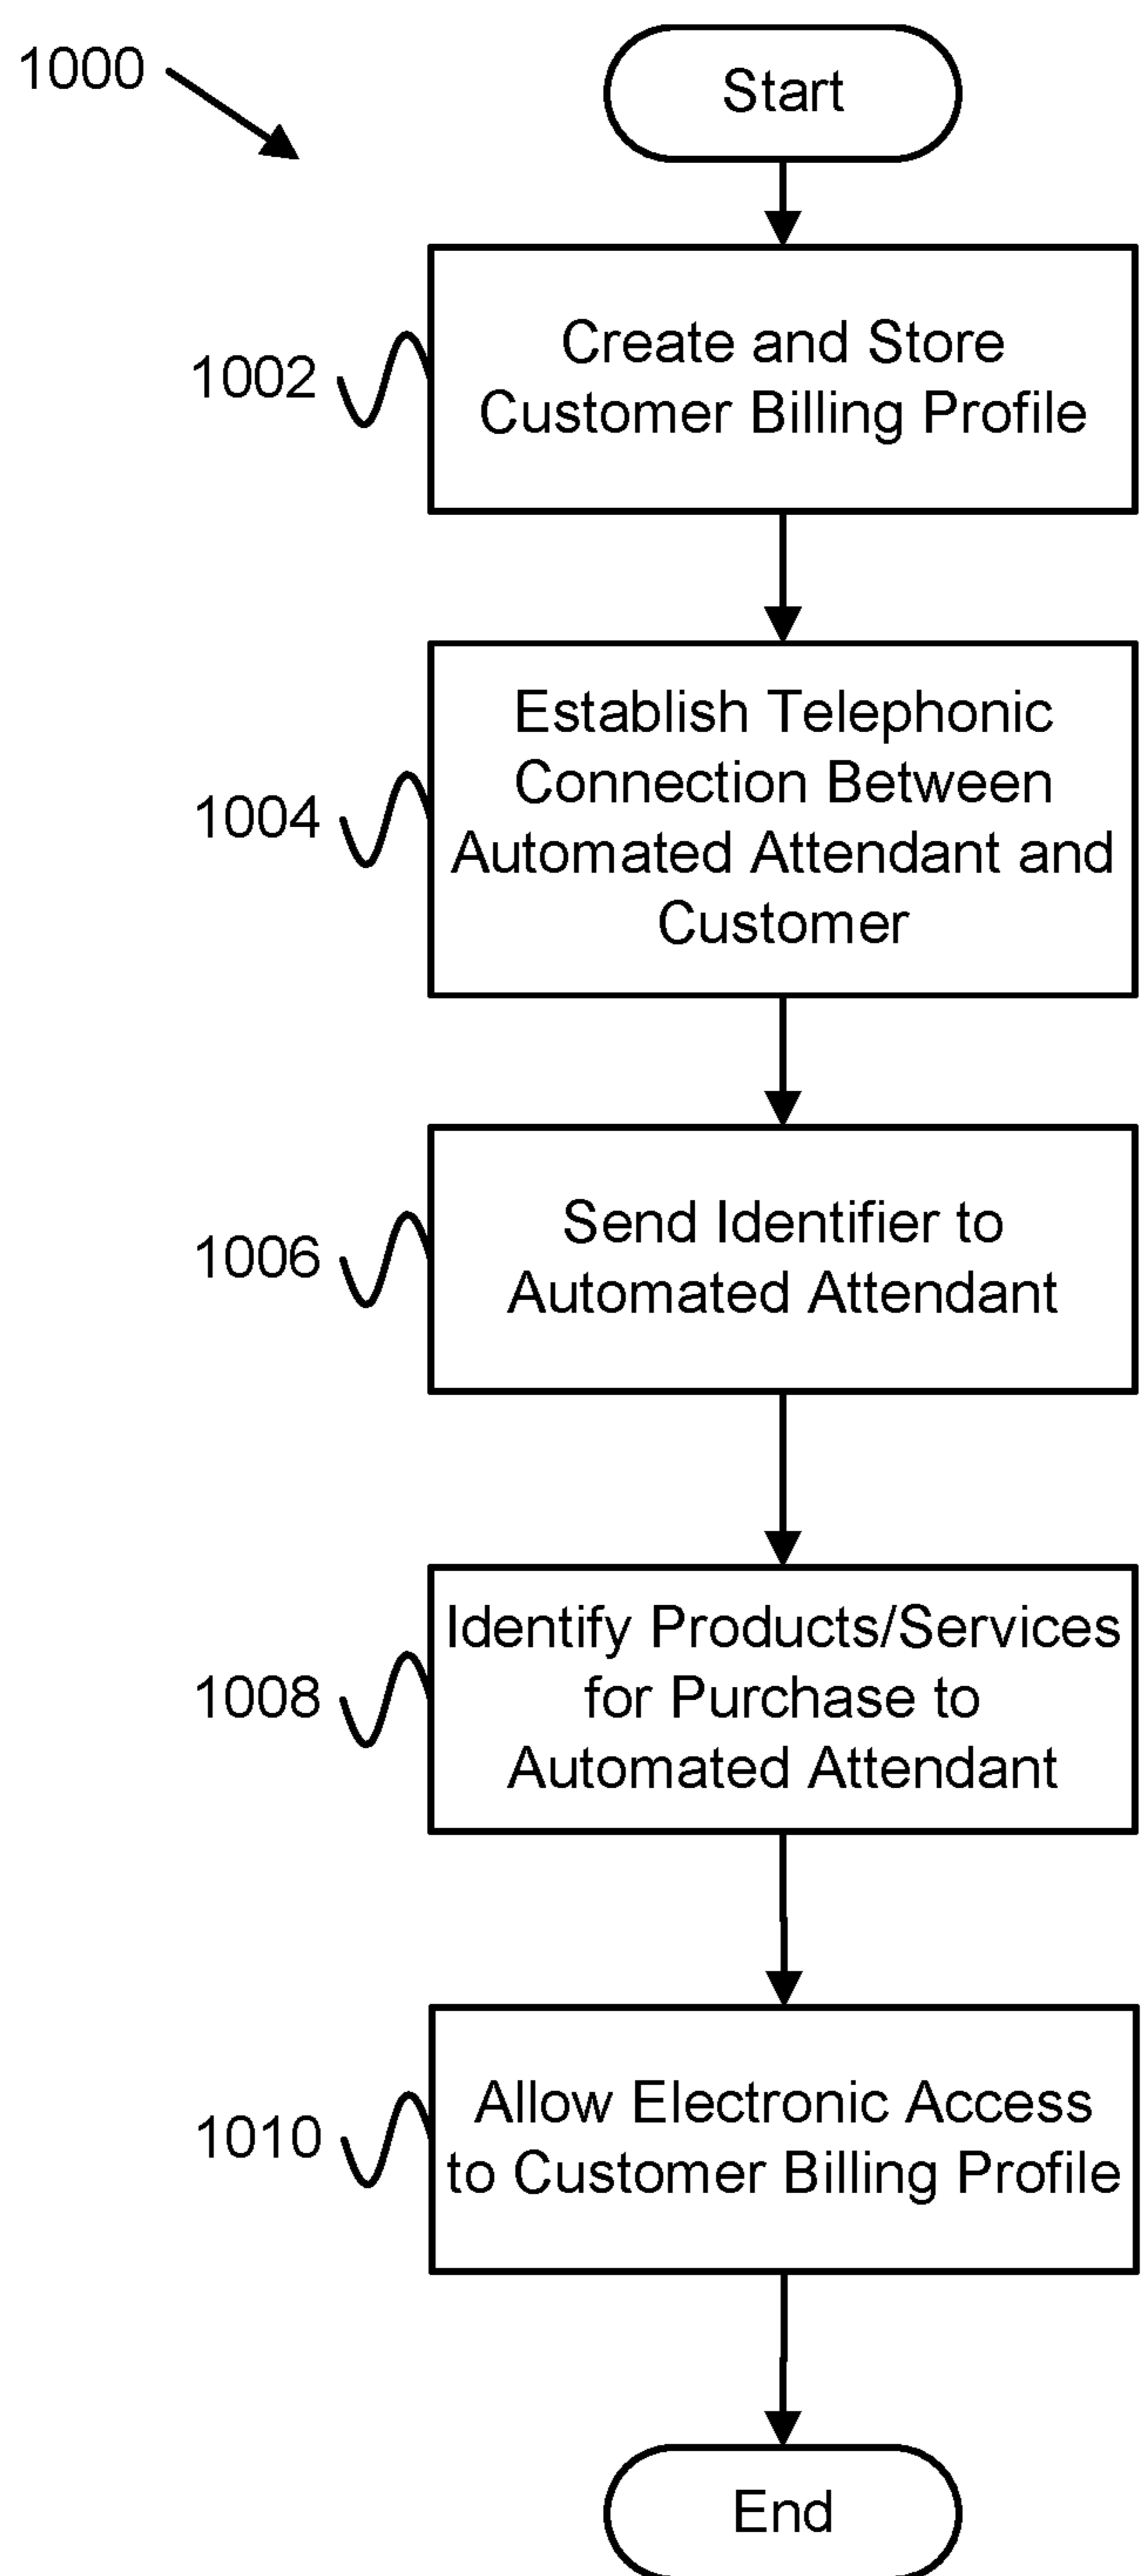 1000
Start
1002
Create and Store
Customer Billing Profile
1004
Establish Telephonic
Connection Between
Automated Attendant and
Customer
1006
Send Identifier to
Automated Attendant
1008
Identify Products/Services
for Purchase to
Automated Attendant
1010
Allow Electronic Access
to Customer Billing Profile
End